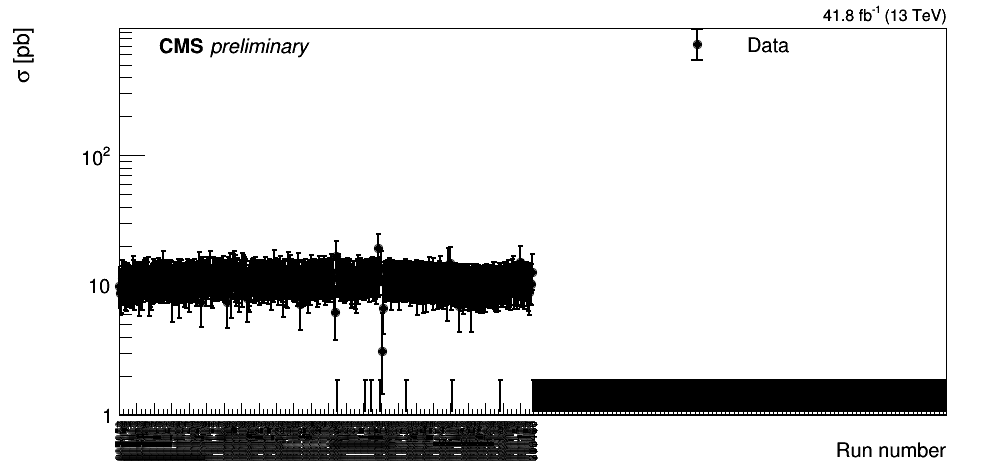 41.8 fb⁻¹ (13 TeV)
σ [pb]
CMS preliminary
Data
10²
10
1
Run number